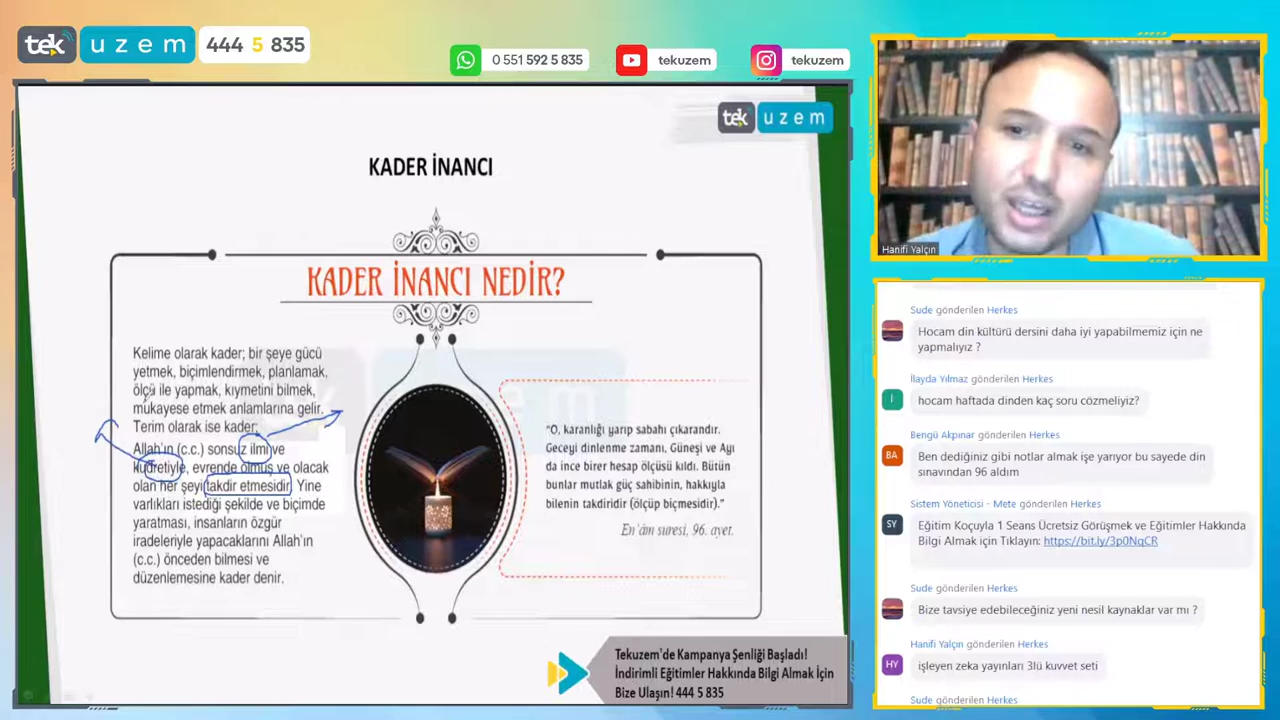 tek uzem 444 5 835
0 551 592 5 835
tekuzem
tekuzem
tek uzem
KADER İNANCI
KADER İNANCI NEDİR?
Kelime olarak kader; bir şeye gücü
yetmek, biçimlendirmek, planlamak,
ölçü ile yapmak, kıymetini bilmek,
mukayese etmek anlamlarına gelir.
Terim olarak ise kader;
Allah'ın (c.c.) sonsuz ilmi ve
kudretiyle, evrende olmuş ve olacak
olan her şeyi takdir etmesidir. Yine
varlıkları istediği şekilde ve biçimde
yaratması, insanların özgür
iradeleriyle yapacaklarını Allah'ın
(c.c.) önceden bilmesi ve
düzenlemesine kader denir.
"O, karanlığı yarıp sabahı çıkarandır.
Geceyi dinlenme zamanı, Güneşi ve Ayı
da ince birer hesap ölçüsü kıldı. Bütün
bunlar mutlak güç sahibinin, hakkıyla
bilenin takdiridir (ölçüp biçmesidir)."
En'âm suresi, 96. ayet.
Tekuzem'de Kampanya Şenliği Başladı!
İndirimli Eğitimler Hakkında Bilgi Almak İçin
Bize Ulaşın! 444 5 835
Hanifi Yalçın
Sude gönderilen Herkes
Hocam din kültürü dersini daha iyi yapabilmemiz için ne
yapmalıyız ?
İlayda Yılmaz gönderilen Herkes
İ
hocam haftada dinden kaç soru cözmeliyiz?
Bengü Akpınar gönderilen Herkes
BA
Ben dediğiniz gibi notlar almak işe yarıyor bu sayede din
sınavından 96 aldım
Sistem Yöneticisi - Mete gönderilen Herkes
SY
Eğitim Koçuyla 1 Seans Ücretsiz Görüşmek ve Eğitimler Hakkında
Bilgi Almak için Tıklayın: https://bit.ly/3p0NqCR
Sude gönderilen Herkes
Bize tavsiye edebileceğiniz yeni nesil kaynaklar var mı ?
Hanifi Yalçın gönderilen Herkes
HY
işleyen zeka yayınları 3lü kuvvet seti
Sude gönderilen Herkes